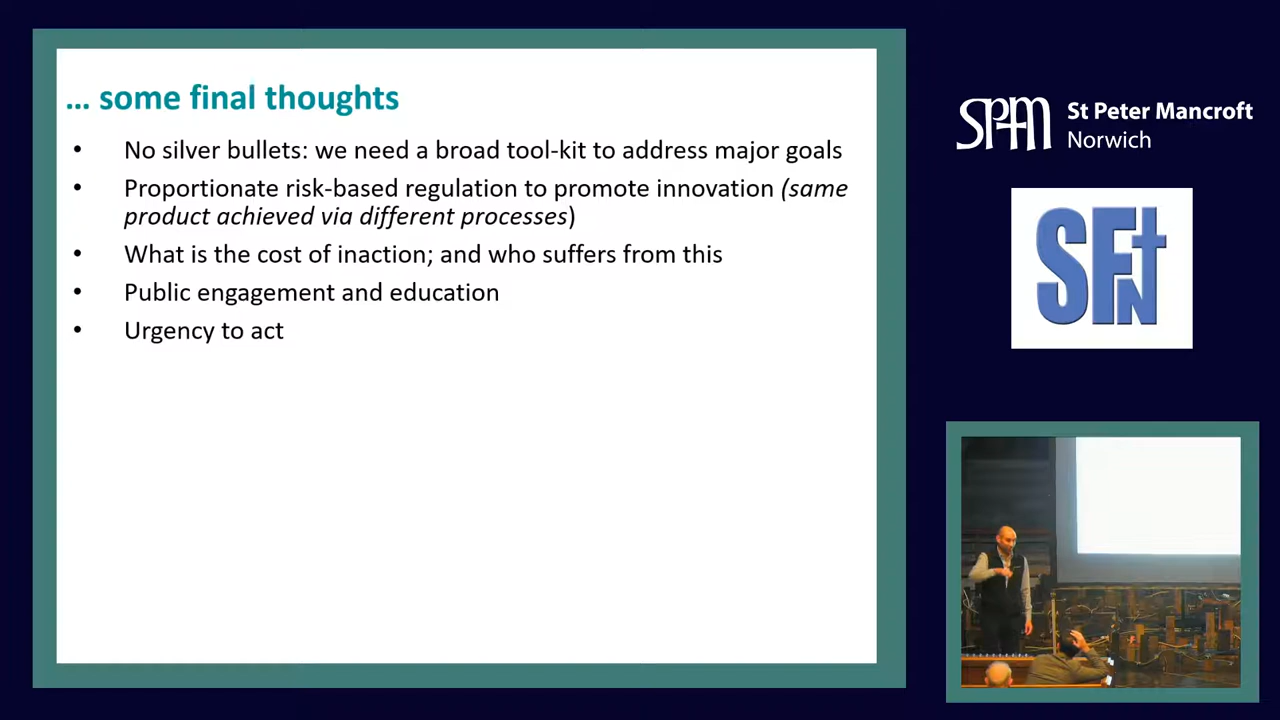 ... some final thoughts
• No silver bullets: we need a broad tool-kit to address major goals
• Proportionate risk-based regulation to promote innovation (same
product achieved via different processes)
• What is the cost of inaction; and who suffers from this
• Public engagement and education
• Urgency to act
SPM St Peter Mancroft
Norwich
SFN